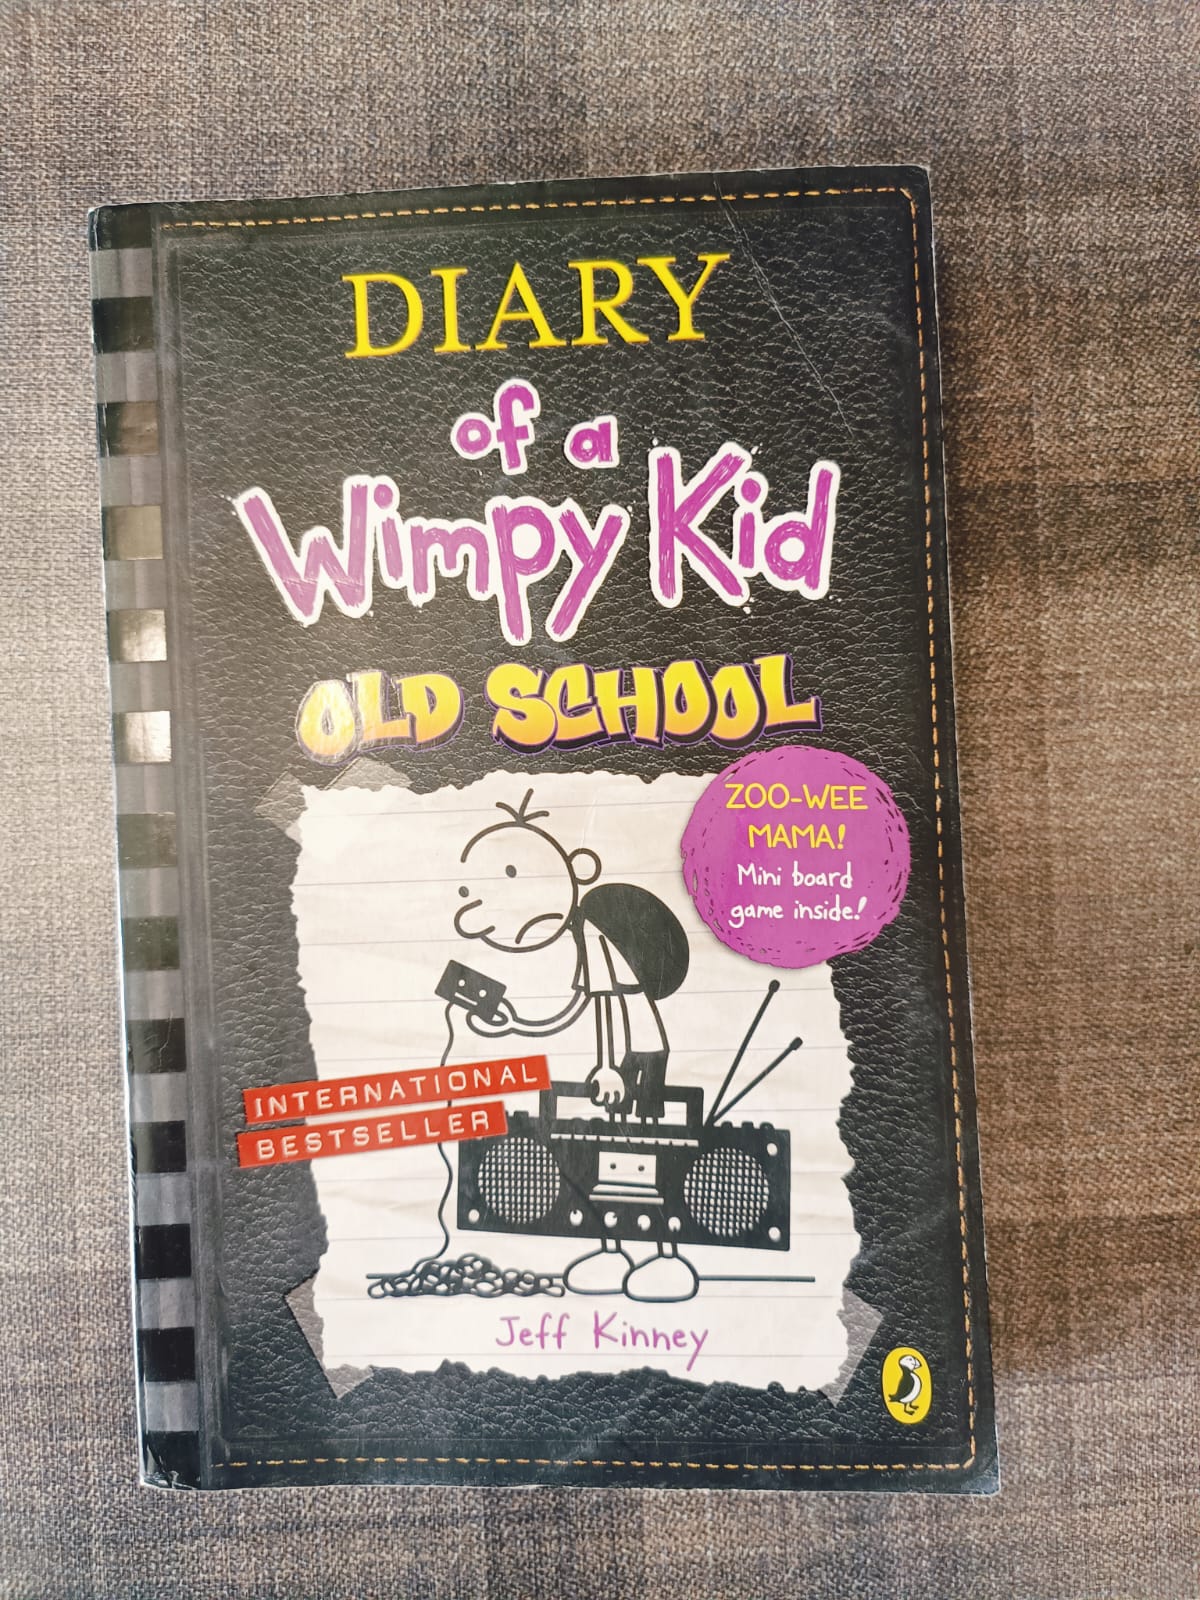 DIARY
of a
Wimpy Kid
OLD SCHOOL
ZOO-WEE
MAMA!
Mini board
game inside!
INTERNATIONAL
BESTSELLER
Jeff Kinney